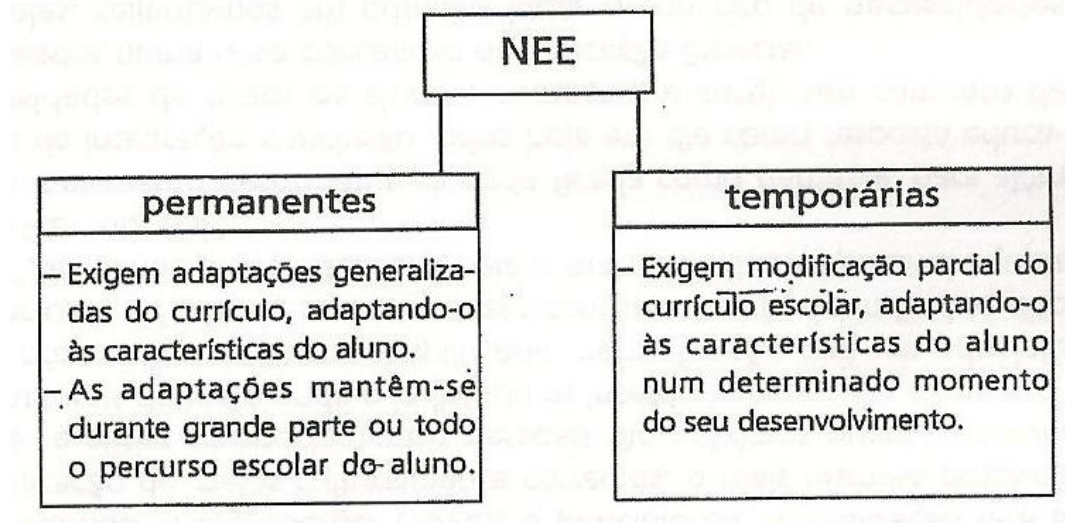 NEE
permanentes
- Exigem adaptações generaliza-
das do currículo, adaptando-o
às características do aluno.
- As adaptações mantêm-se
durante grande parte ou todo
o percurso escolar do aluno.
temporárias
- Exigem modificação parcial do
currículo escolar, adaptando-o
às características do aluno
num determinado momento
do seu desenvolvimento.